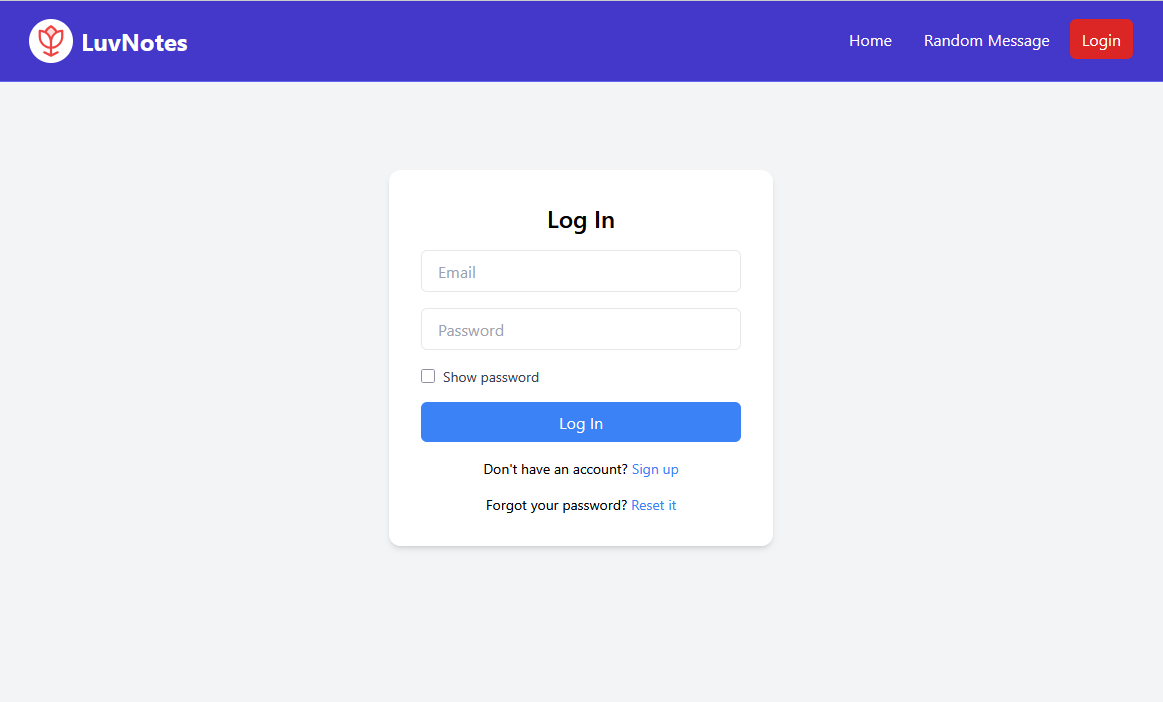 LuvNotes
Home
Random Message
Login
Log In
Email
Password
Show password
Log In
Don't have an account? Sign up
Forgot your password? Reset it